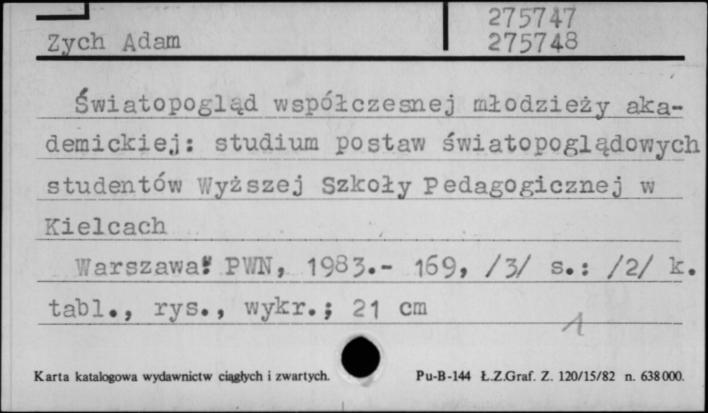 275747
Zych Adam 275748
Światopogląd współczesnej młodzieży aka-
demickiej: studium postaw światopoglądowych
studentów Wyższej Szkoły Pedagogicznej w
Kielcach
Warszawa: PWN, 1983.- 169, /3/ s.: /2/ k.
tabl., rys., wykr.; 21 cm
1
Karta katalogowa wydawnictw ciągłych i zwartych. Pu-B-144 Ł.Z.Graf. Z. 120/15/82 n. 638000.